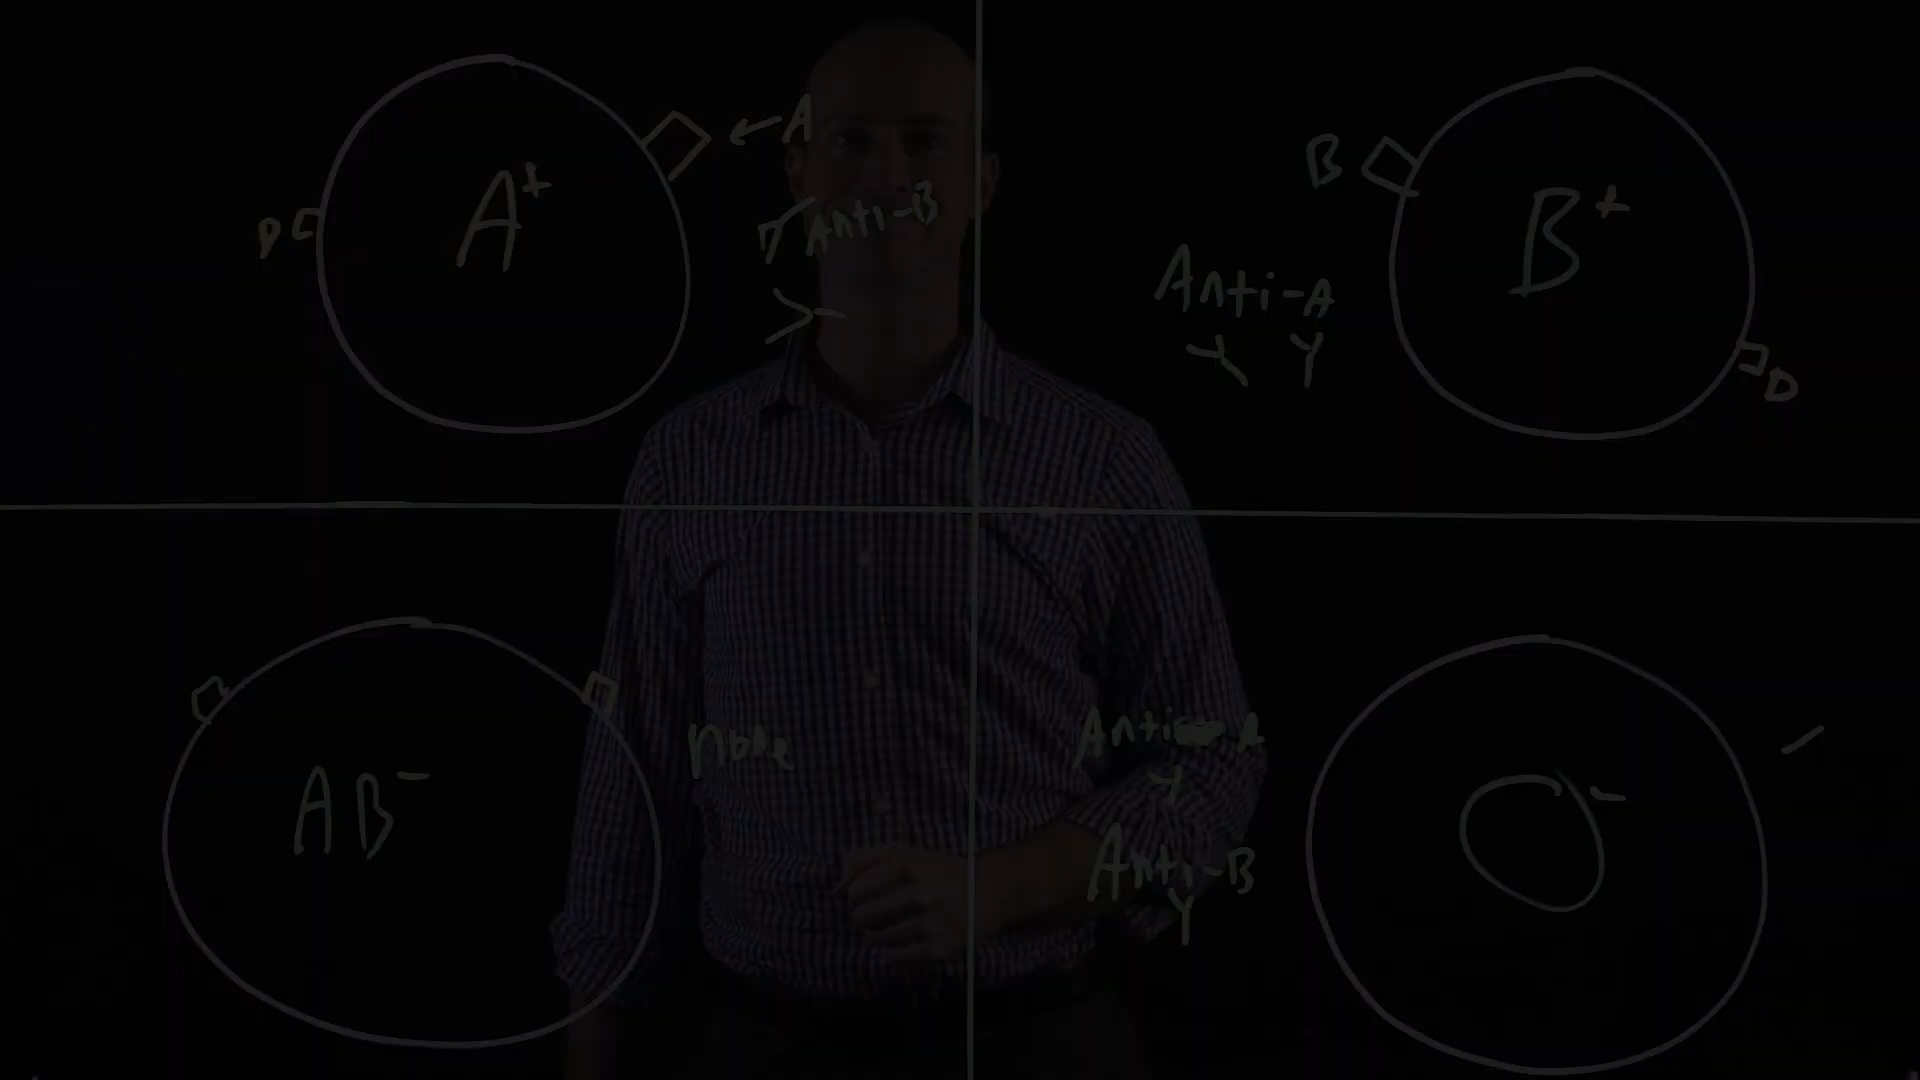 A
D
A+
Anti-B
B
B+
Anti-A
D
AB-
none
Anti-A
Anti-B
O-